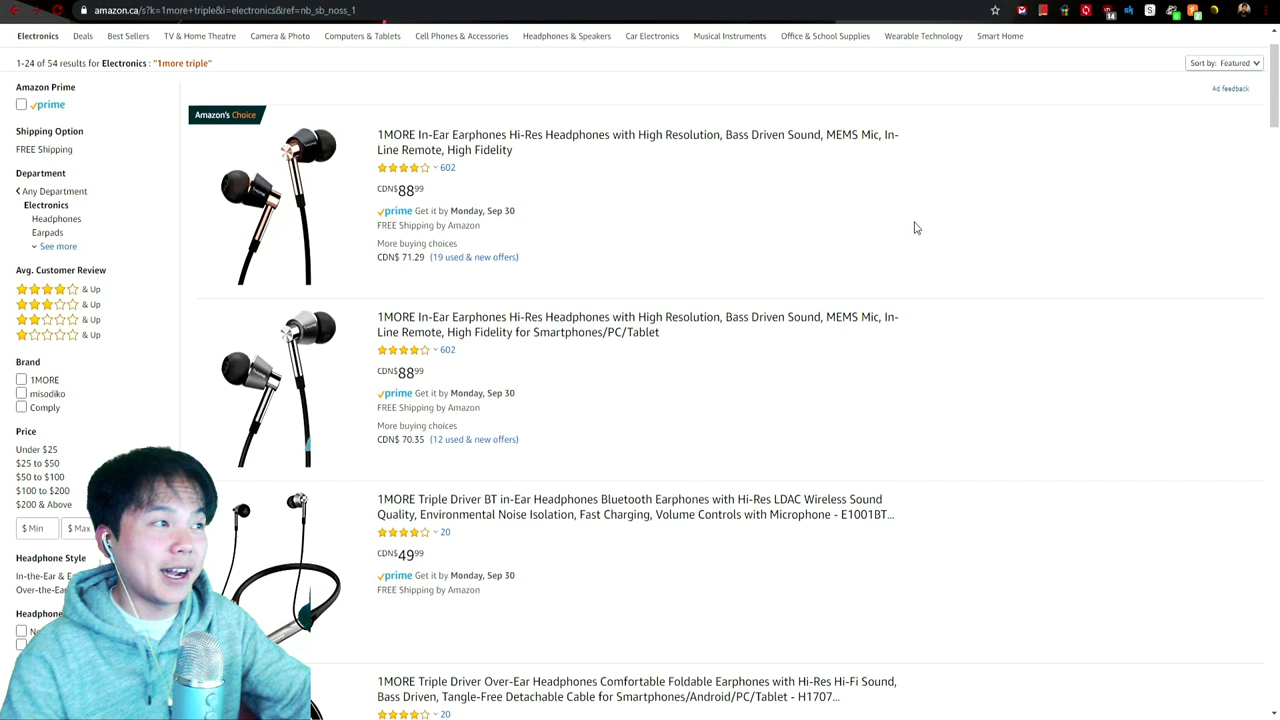 amazon.ca/s?k=1more+triple&i=electronics&ref=nb_sb_noss_1
Electronics Deals Best Sellers TV & Home Theatre Camera & Photo Computers & Tablets Cell Phones & Accessories Headphones & Speakers Car Electronics Musical Instruments Office & School Supplies Wearable Technology Smart Home
1-24 of 54 results for Electronics : "1more triple"
Sort by: Featured
Ad feedback
Amazon Prime
prime
Shipping Option
FREE Shipping
Department
Any Department
Electronics
Headphones
Earpads
See more
Avg. Customer Review
& Up
& Up
& Up
& Up
Brand
1MORE
misodiko
Comply
Price
Under $25
$25 to $50
$50 to $100
$100 to $200
$200 & Above
$ Min $ Max
Headphone Style
In-the-Ear & E
Over-the-Ear
Headphone
Amazon's Choice
1MORE In-Ear Earphones Hi-Res Headphones with High Resolution, Bass Driven Sound, MEMS Mic, In-
Line Remote, High Fidelity
602
CDN$ 88 99
prime Get it by Monday, Sep 30
FREE Shipping by Amazon
More buying choices
CDN$ 71.29 (19 used & new offers)
1MORE In-Ear Earphones Hi-Res Headphones with High Resolution, Bass Driven Sound, MEMS Mic, In-
Line Remote, High Fidelity for Smartphones/PC/Tablet
602
CDN$ 88 99
prime Get it by Monday, Sep 30
FREE Shipping by Amazon
More buying choices
CDN$ 70.35 (12 used & new offers)
1MORE Triple Driver BT in-Ear Headphones Bluetooth Earphones with Hi-Res LDAC Wireless Sound
Quality, Environmental Noise Isolation, Fast Charging, Volume Controls with Microphone - E1001BT...
20
CDN$ 49 99
prime Get it by Monday, Sep 30
FREE Shipping by Amazon
1MORE Triple Driver Over-Ear Headphones Comfortable Foldable Earphones with Hi-Res Hi-Fi Sound,
Bass Driven, Tangle-Free Detachable Cable for Smartphones/Android/PC/Tablet - H1707...
20